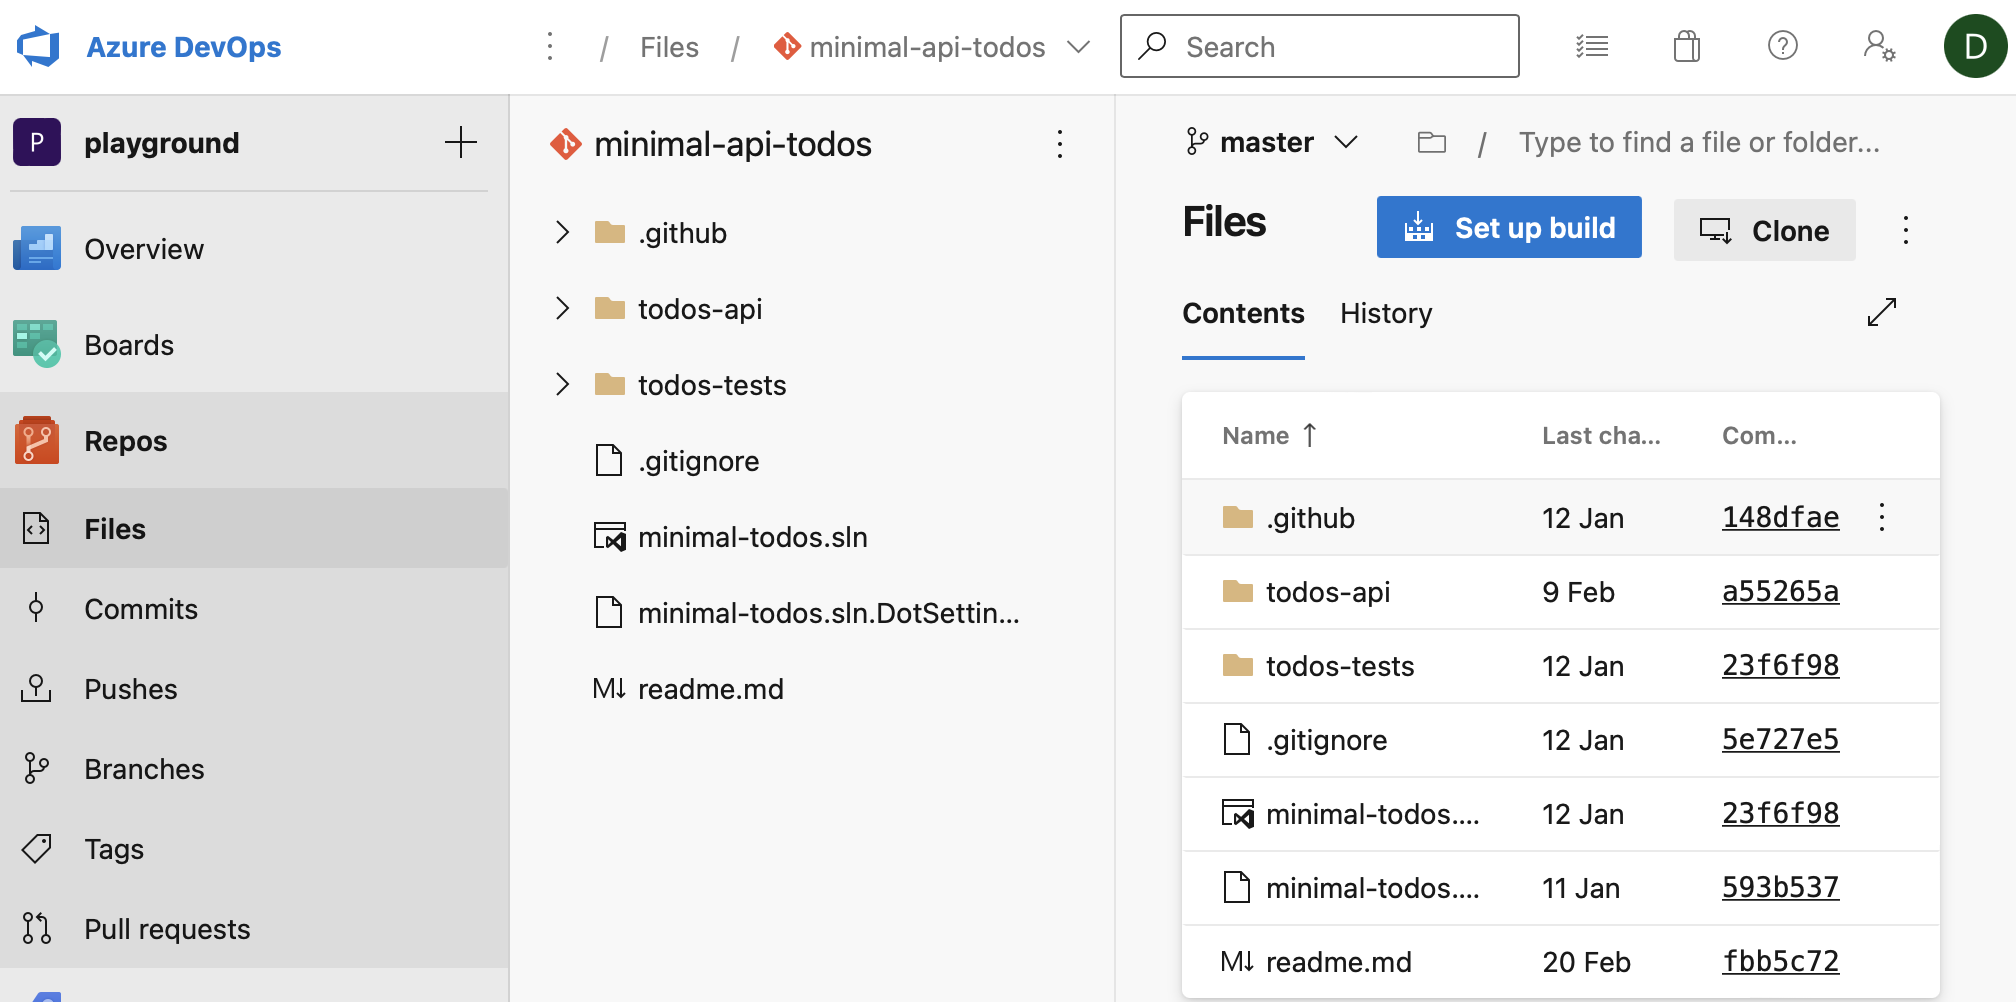 Azure DevOps
/ Files / minimal-api-todos
Search
D
P playground
Overview
Boards
Repos
Files
Commits
Pushes
Branches
Tags
Pull requests
minimal-api-todos
.github
todos-api
todos-tests
.gitignore
minimal-todos.sln
minimal-todos.sln.DotSettin...
M↓ readme.md
master / Type to find a file or folder...
Files
Set up build
Clone
Contents History
Name ↑ Last cha... Com...
.github 12 Jan 148dfae
todos-api 9 Feb a55265a
todos-tests 12 Jan 23f6f98
.gitignore 12 Jan 5e727e5
minimal-todos.... 12 Jan 23f6f98
minimal-todos.... 11 Jan 593b537
M↓ readme.md 20 Feb fbb5c72